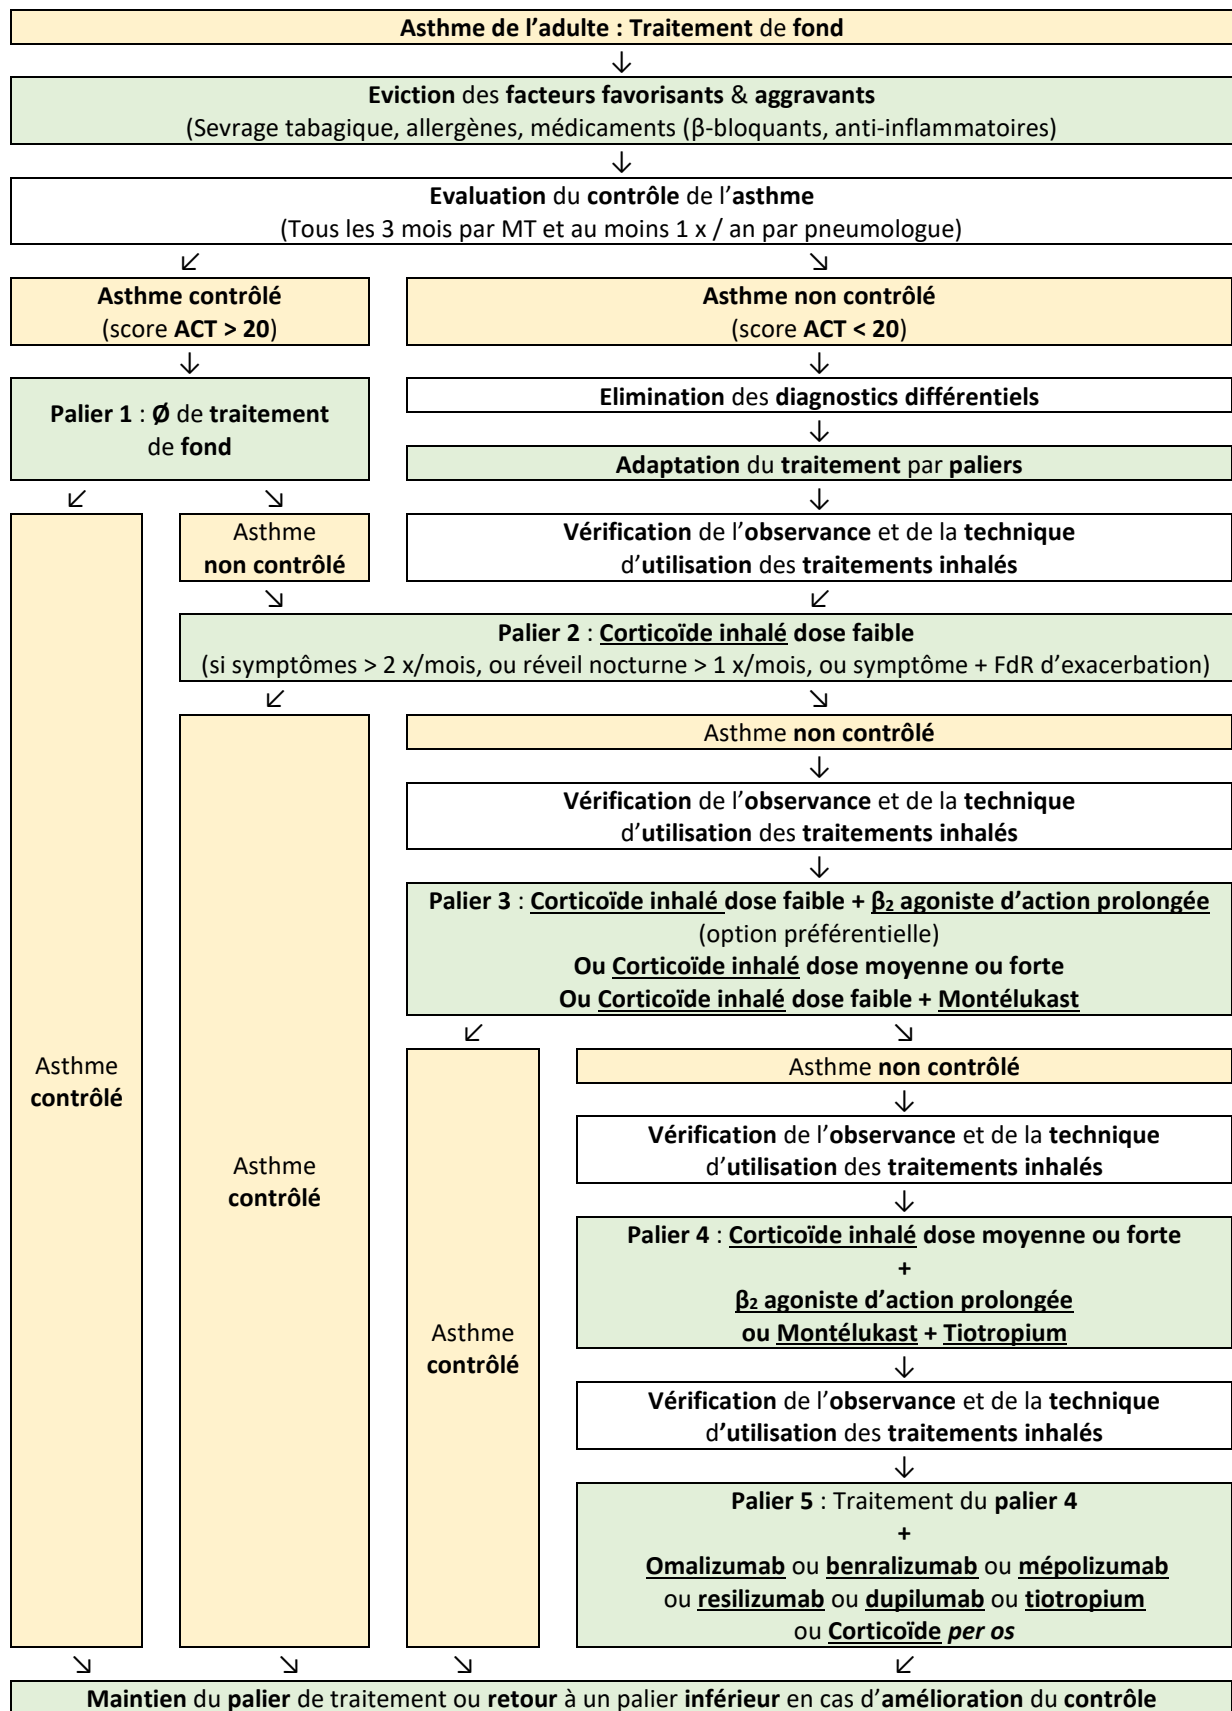 Asthme de l’adulte : Traitement de fond
↓
Eviction des facteurs favorisants & aggravants
(Sevrage tabagique, allergènes, médicaments (β-bloquants, anti-inflammatoires)
↓
Evaluation du contrôle de l’asthme
(Tous les 3 mois par MT et au moins 1 x / an par pneumologue)
↙ ↘
Asthme contrôlé
(score ACT > 20)
Asthme non contrôlé
(score ACT < 20)
↓ ↓
Palier 1 : Ø de traitement
de fond
Elimination des diagnostics différentiels
↓
Adaptation du traitement par paliers
↙ ↘ ↓
Asthme
non contrôlé
Vérification de l’observance et de la technique
d’utilisation des traitements inhalés
↘ ↙
Palier 2 : Corticoïde inhalé dose faible
(si symptômes > 2 x/mois, ou réveil nocturne > 1 x/mois, ou symptôme + FdR d’exacerbation)
↙ ↘
Asthme non contrôlé
↓
Vérification de l’observance et de la technique
d’utilisation des traitements inhalés
↓
Palier 3 : Corticoïde inhalé dose faible + β₂ agoniste d’action prolongée
(option préférentielle)
Ou Corticoïde inhalé dose moyenne ou forte
Ou Corticoïde inhalé dose faible + Montélukast
↙ ↘
Asthme
contrôlé
Asthme
contrôlé
Asthme
contrôlé
Asthme non contrôlé
↓
Vérification de l’observance et de la technique
d’utilisation des traitements inhalés
↓
Palier 4 : Corticoïde inhalé dose moyenne ou forte
+
β₂ agoniste d’action prolongée
ou Montélukast + Tiotropium
↓
Vérification de l’observance et de la technique
d’utilisation des traitements inhalés
↓
Palier 5 : Traitement du palier 4
+
Omalizumab ou benralizumab ou mépolizumab
ou resilizumab ou dupilumab ou tiotropium
ou Corticoïde per os
↘ ↘ ↘ ↙
Maintien du palier de traitement ou retour à un palier inférieur en cas d’amélioration du contrôle